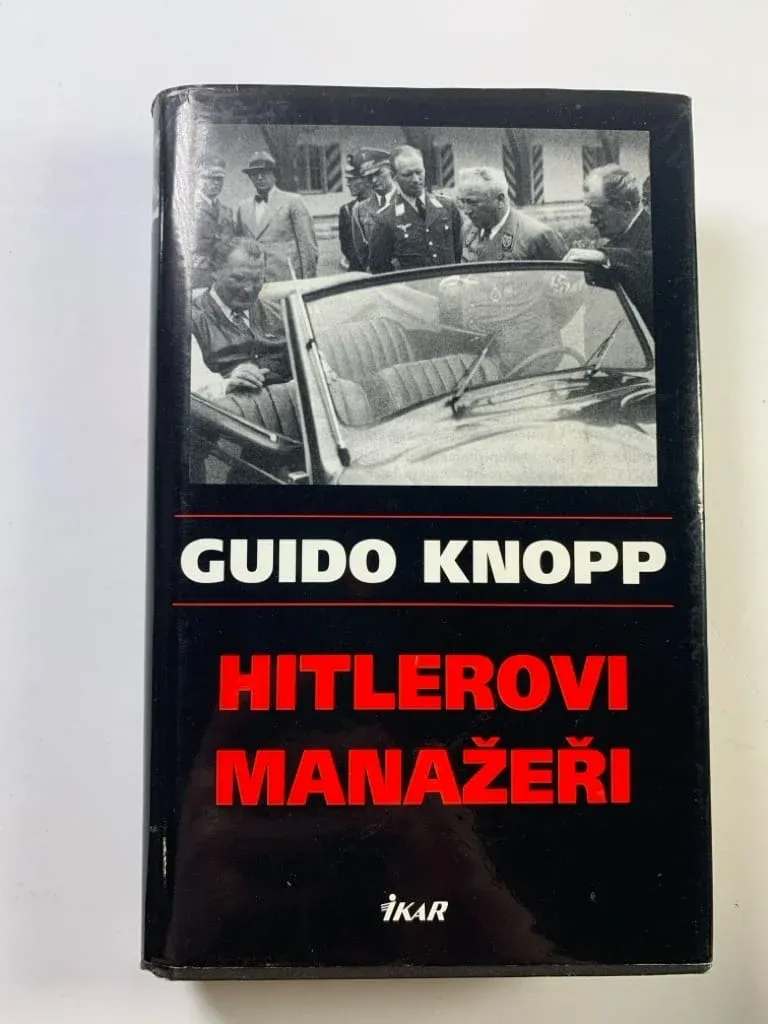 GUIDO KNOPP
HITLEROVI
MANAŽEŘI
iKAR